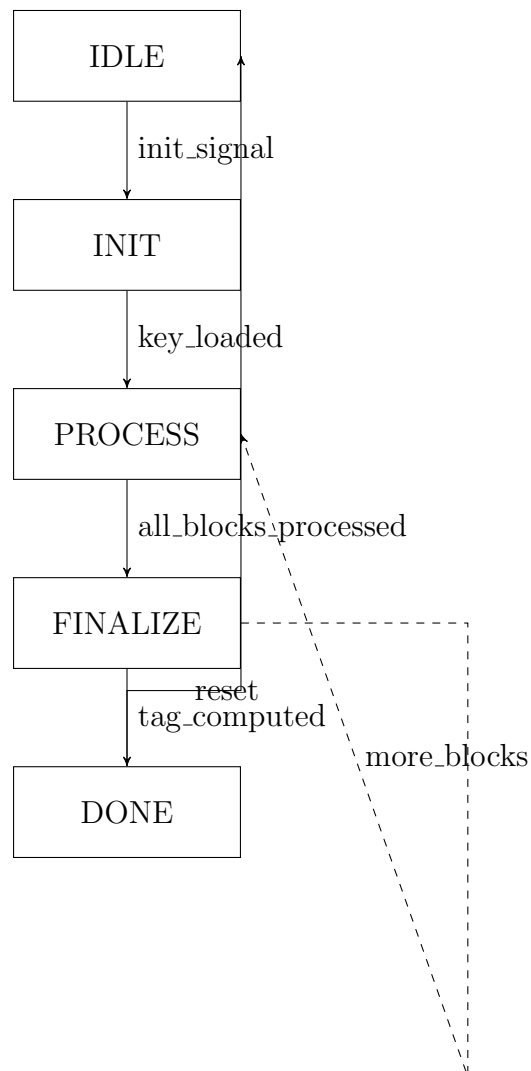 IDLE
init_signal
INIT
key_loaded
PROCESS
all_blocks_processed
FINALIZE
reset
tag_computed
more_blocks
DONE